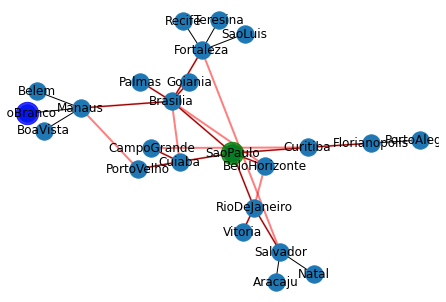 Recife
Teresina
SaoLuis
Fortaleza
Palmas
Goiania
Belem
Brasilia
Manaus
oBranco
BoaVista
CampoGrande
SaoPaulo
Curitiba
Florianopolis
PortoAlegre
PortoVelho
Cuiaba
BeloHorizonte
RioDeJaneiro
Vitoria
Salvador
Aracaju
Natal